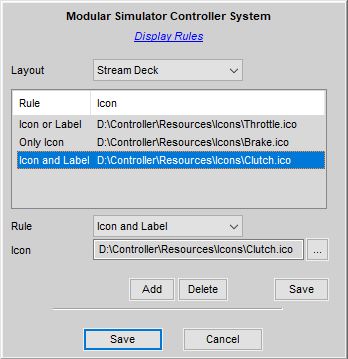 Modular Simulator Controller System
Display Rules
Layout Stream Deck
Rule Icon
Icon or Label D:\Controller\Resources\Icons\Throttle.ico
Only Icon D:\Controller\Resources\Icons\Brake.ico
Icon and Label D:\Controller\Resources\Icons\Clutch.ico
Rule Icon and Label
Icon D:\Controller\Resources\Icons\Clutch.ico ...
Add Delete Save
Save Cancel